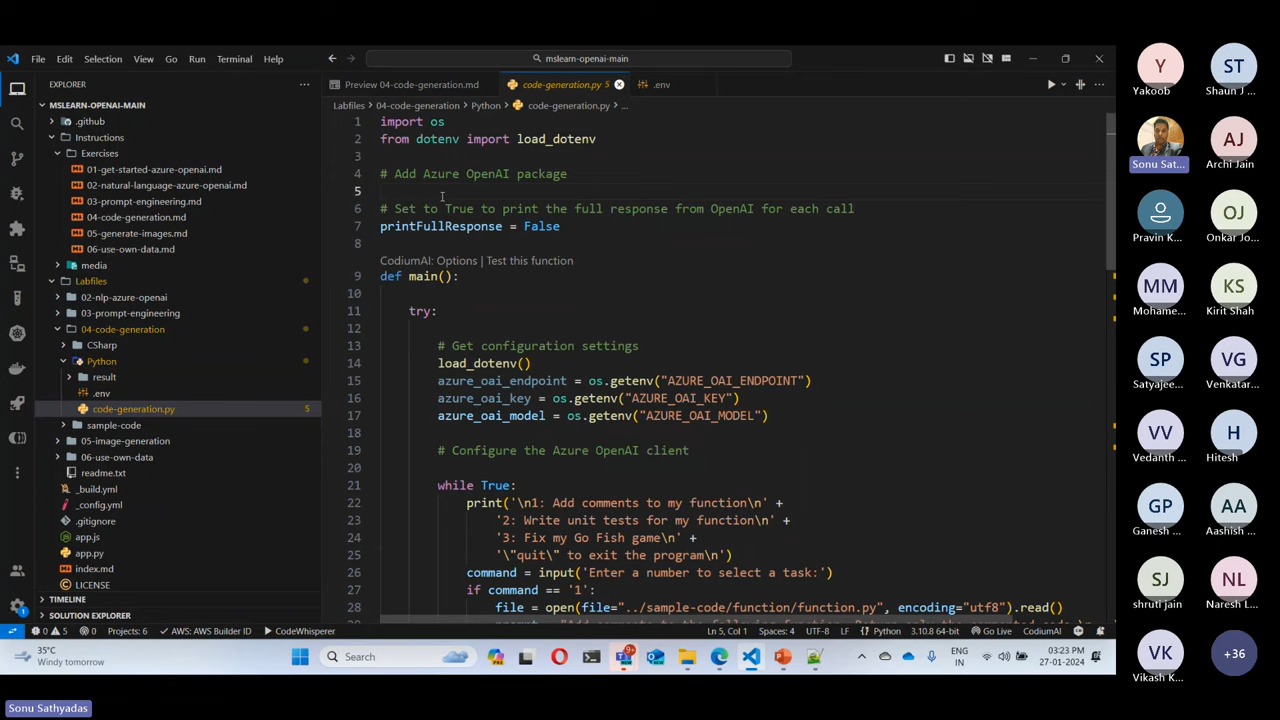 File Edit Selection View Go Run Terminal Help
mslearn-openai-main
EXPLORER
MSLEARN-OPENAI-MAIN
.github
Instructions
Exercises
01-get-started-azure-openai.md
02-natural-language-azure-openai.md
03-prompt-engineering.md
04-code-generation.md
05-generate-images.md
06-use-own-data.md
media
Labfiles
02-nlp-azure-openai
03-prompt-engineering
04-code-generation
CSharp
Python
result
.env
code-generation.py 5
sample-code
05-image-generation
06-use-own-data
readme.txt
_build.yml
_config.yml
.gitignore
app.js
app.py
index.md
LICENSE
TIMELINE
SOLUTION EXPLORER
Preview 04-code-generation.md code-generation.py 5 .env
Labfiles > 04-code-generation > Python > code-generation.py > ...
1 import os
2 from dotenv import load_dotenv
3
4 # Add Azure OpenAI package
5
6 # Set to True to print the full response from OpenAI for each call
7 printFullResponse = False
8
CodiumAI: Options | Test this function
9 def main():
10
11 try:
12
13 # Get configuration settings
14 load_dotenv()
15 azure_oai_endpoint = os.getenv("AZURE_OAI_ENDPOINT")
16 azure_oai_key = os.getenv("AZURE_OAI_KEY")
17 azure_oai_model = os.getenv("AZURE_OAI_MODEL")
18
19 # Configure the Azure OpenAI client
20
21 while True:
22 print('\n1: Add comments to my function\n' +
23 '2: Write unit tests for my function\n' +
24 '3: Fix my Go Fish game\n' +
25 '\"quit\" to exit the program\n')
26 command = input('Enter a number to select a task:')
27 if command == '1':
28 file = open(file="../sample-code/function/function.py", encoding="utf8").read()
0 5 0 Projects: 6 AWS: AWS Builder ID CodeWhisperer
Ln 5, Col 1 Spaces: 4 UTF-8 LF Python 3.10.8 64-bit Go Live CodiumAI
35°C
Windy tomorrow
Search
9+
ENG
IN
03:23 PM
27-01-2024
Y
Yakoob
ST
Shaun J ...
Sonu Sat...
AJ
Archi Jain
Pravin K...
OJ
Onkar Jo...
MM
Mohame...
KS
Kirit Shah
SP
Satyajee...
VG
Venkatar...
VV
Vedanth ...
H
Hitesh
GP
Ganesh ...
AA
Aashish ...
SJ
shruti jain
NL
Naresh L...
VK
Vikash K...
+36
Sonu Sathyadas